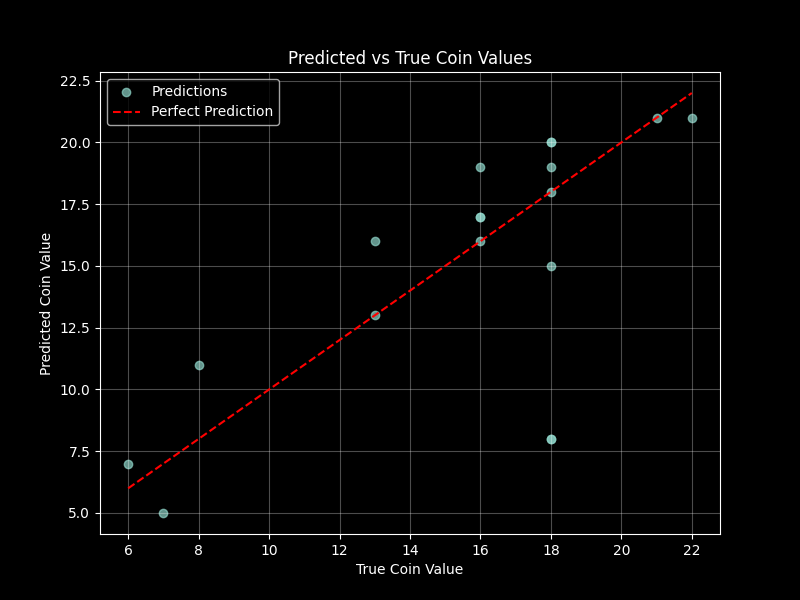 Predicted vs True Coin Values
Predictions
Perfect Prediction
22.5
20.0
17.5
15.0
12.5
10.0
7.5
5.0
Predicted Coin Value
6 8 10 12 14 16 18 20 22
True Coin Value